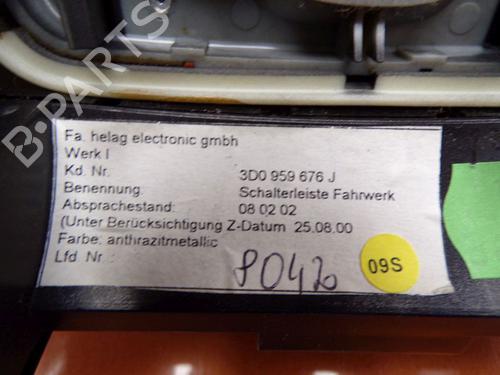 B-PARTS
Fa. helag electronic gmbh
Werk I
Kd. Nr. 3D0 959 676 J
Benennung: Schalterleiste Fahrwerk
Absprachestand: 08 02 02
(Unter Berücksichtigung Z-Datum 25.08.00
Farbe: anthrazitmetallic
Lfd. Nr.: 80420
09S